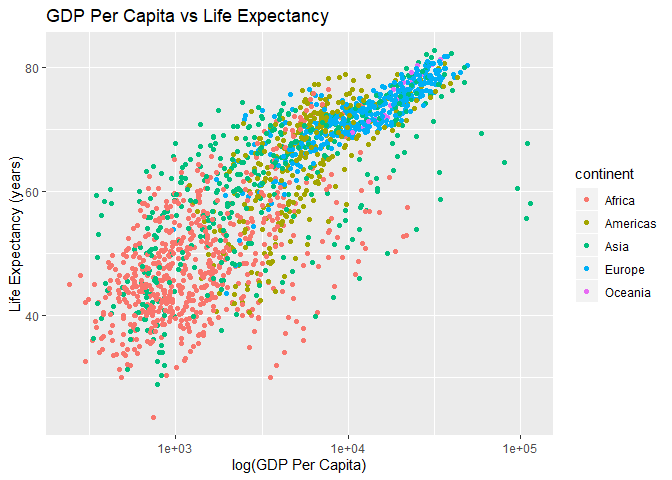 GDP Per Capita vs Life Expectancy
80
60
40
Life Expectancy (years)
1e+03
1e+04
1e+05
log(GDP Per Capita)
continent
Africa
Americas
Asia
Europe
Oceania